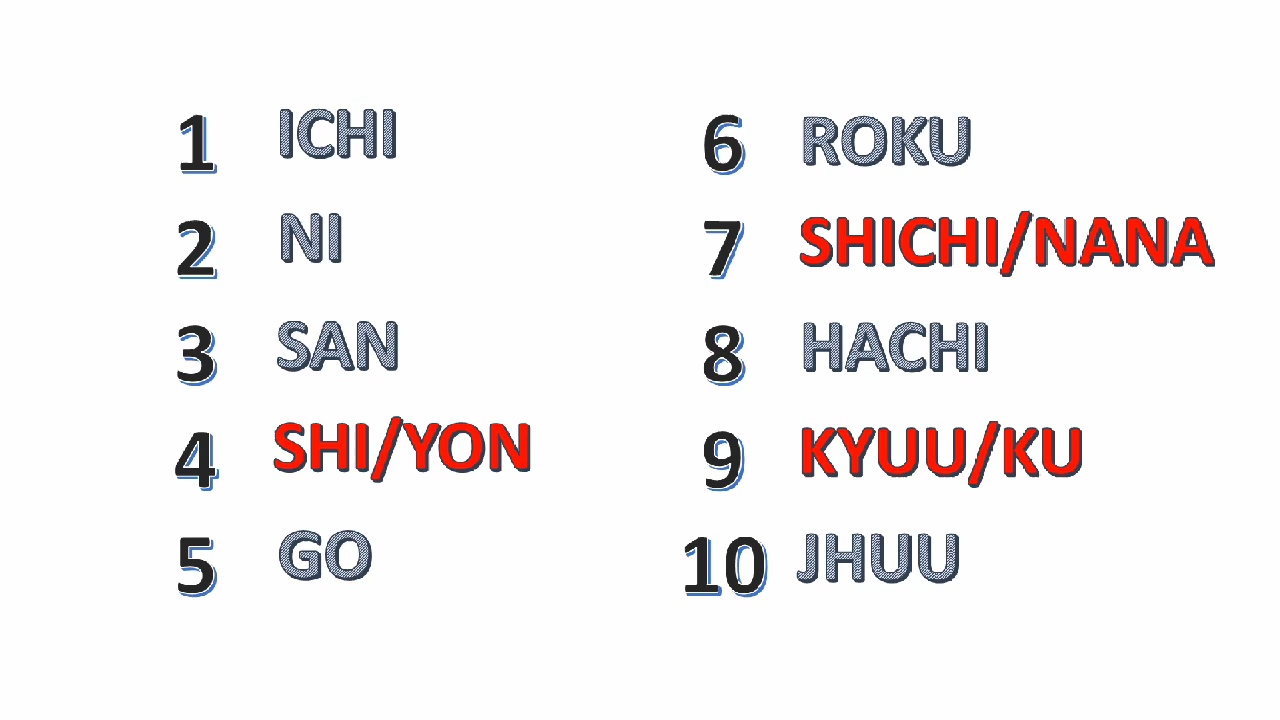 1 ICHI
2 NI
3 SAN
4 SHI/YON
5 GO
6 ROKU
7 SHICHI/NANA
8 HACHI
9 KYUU/KU
10 JHUU